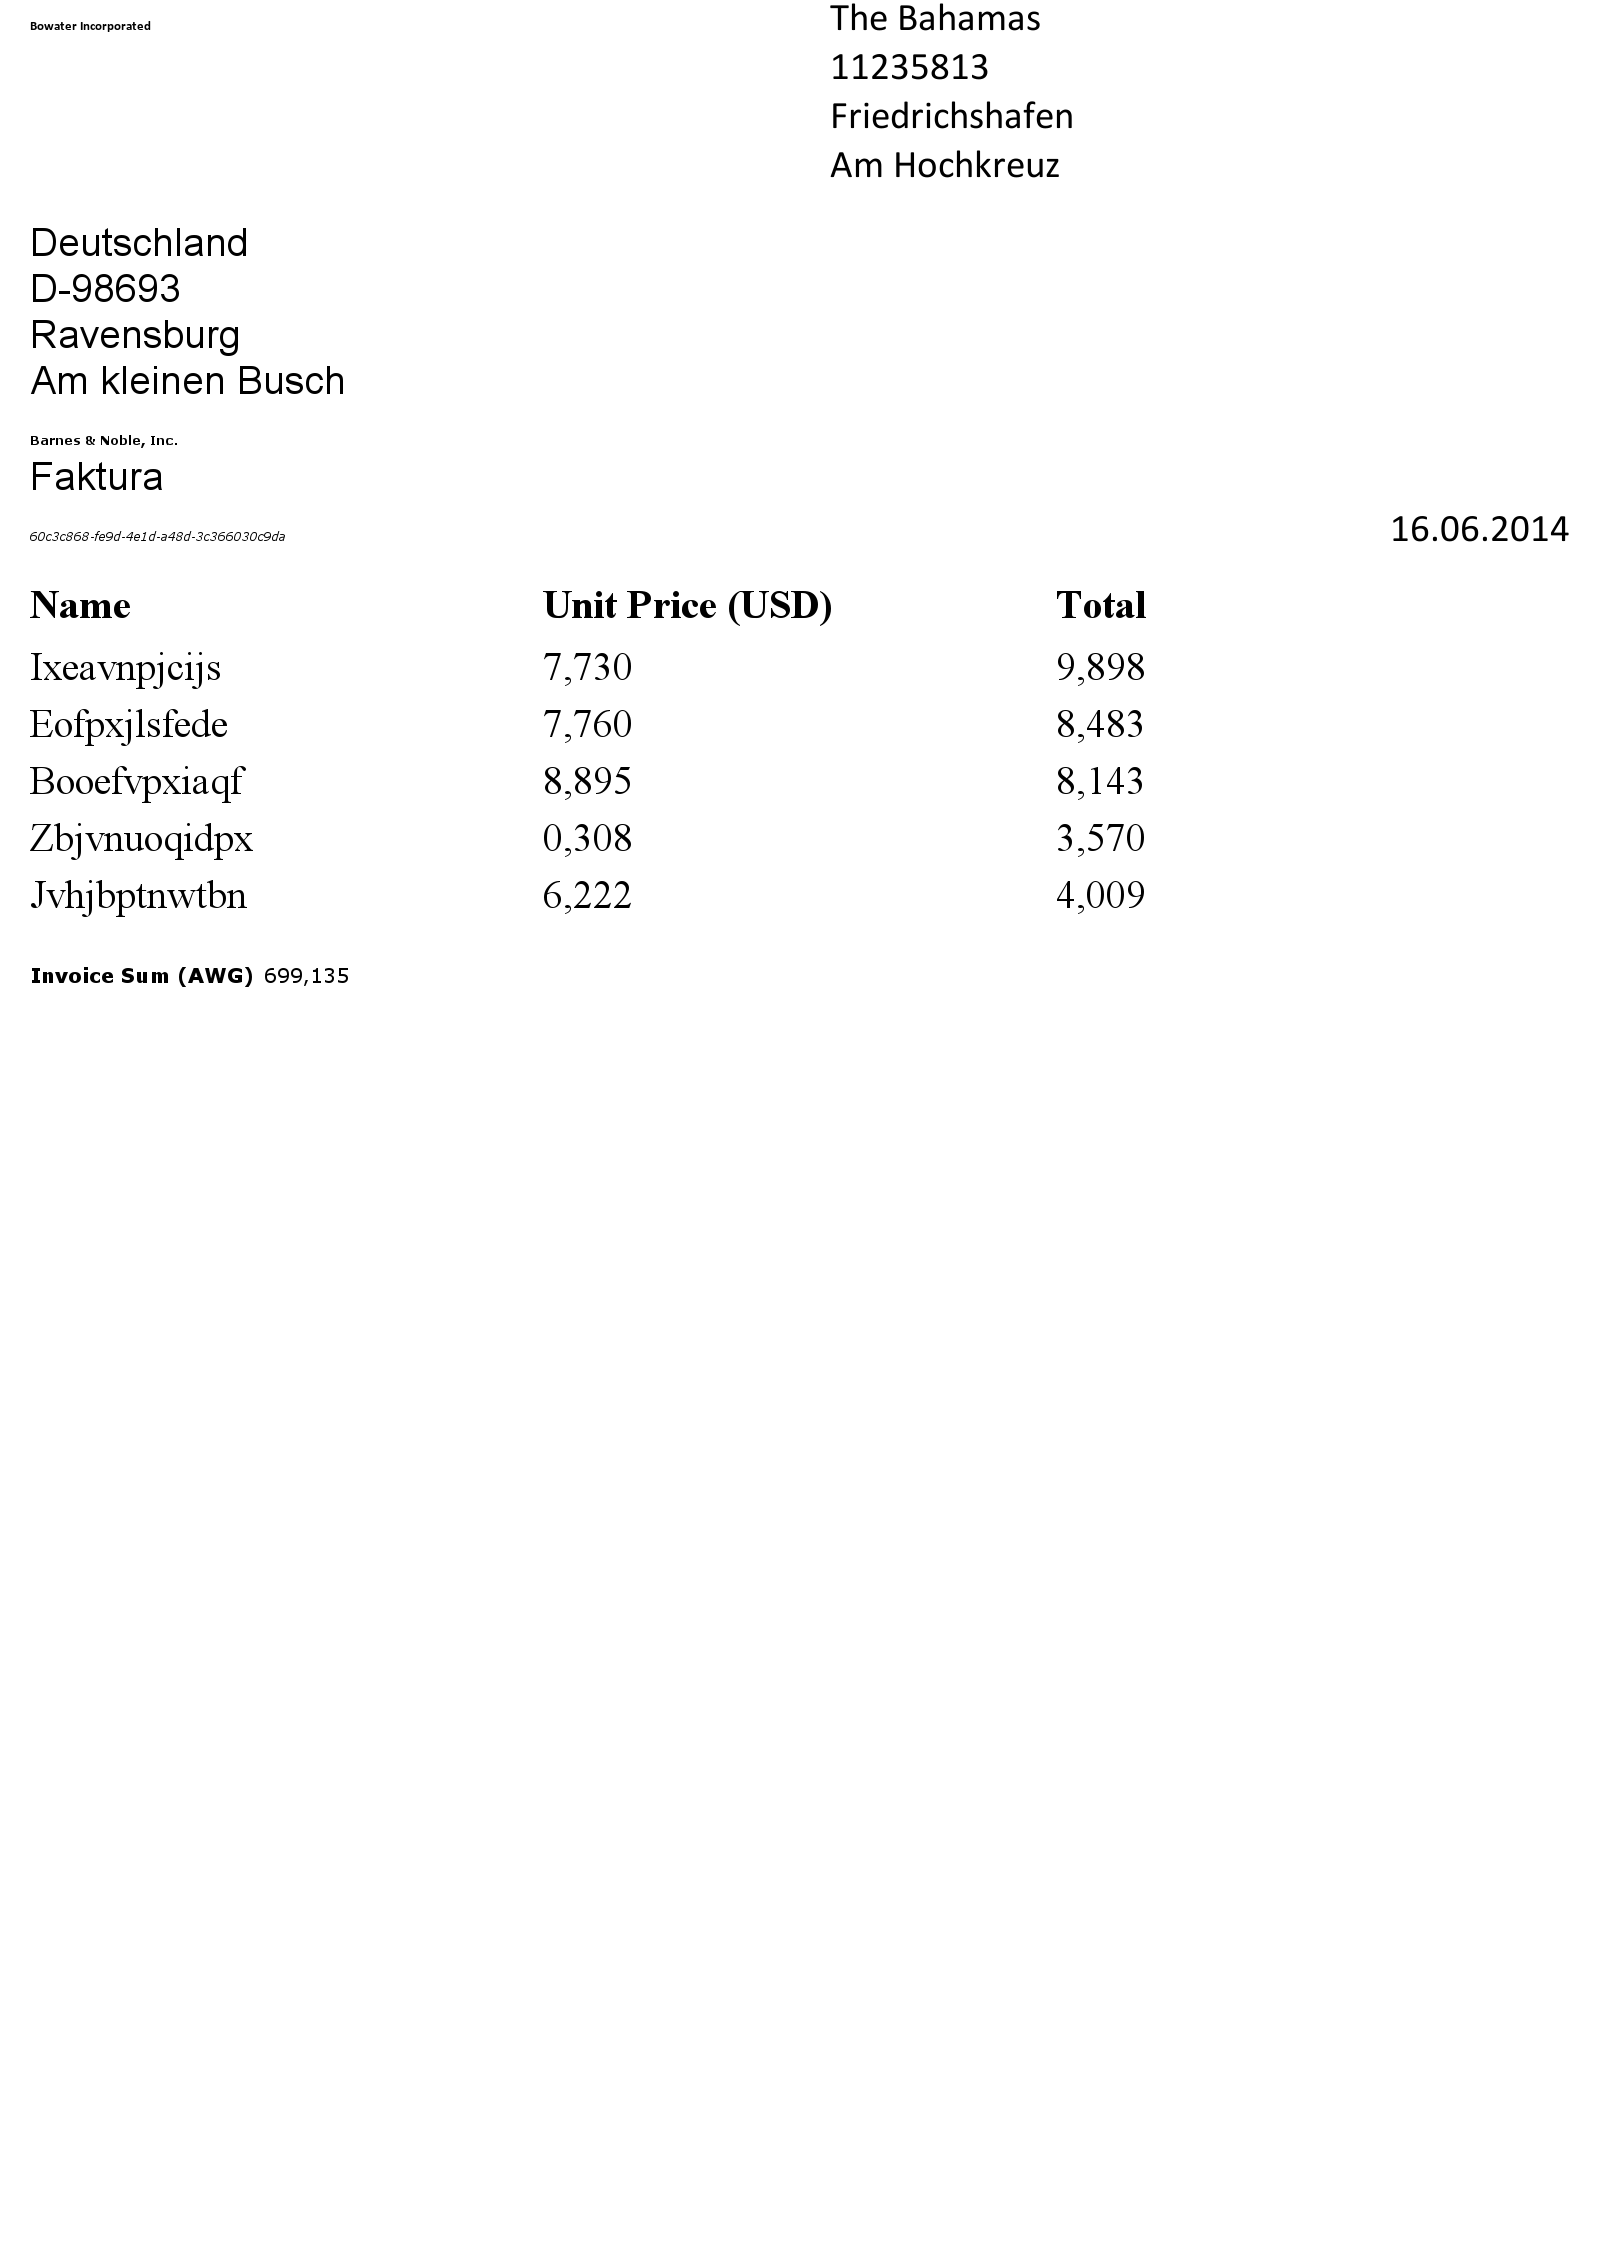 Bowater Incorporated
The Bahamas
11235813
Friedrichshafen
Am Hochkreuz
Deutschland
D-98693
Ravensburg
Am kleinen Busch
Barnes & Noble, Inc.
Faktura
60c3c868-fe9d-4e1d-a48d-3c366030c9da 16.06.2014
Name Unit Price (USD) Total
Ixeavnpjcijs 7,730 9,898
Eofpxjlsfede 7,760 8,483
Booefvpxiaqf 8,895 8,143
Zbjvnuoqidpx 0,308 3,570
Jvhjbptnwtbn 6,222 4,009
Invoice Sum (AWG) 699,135